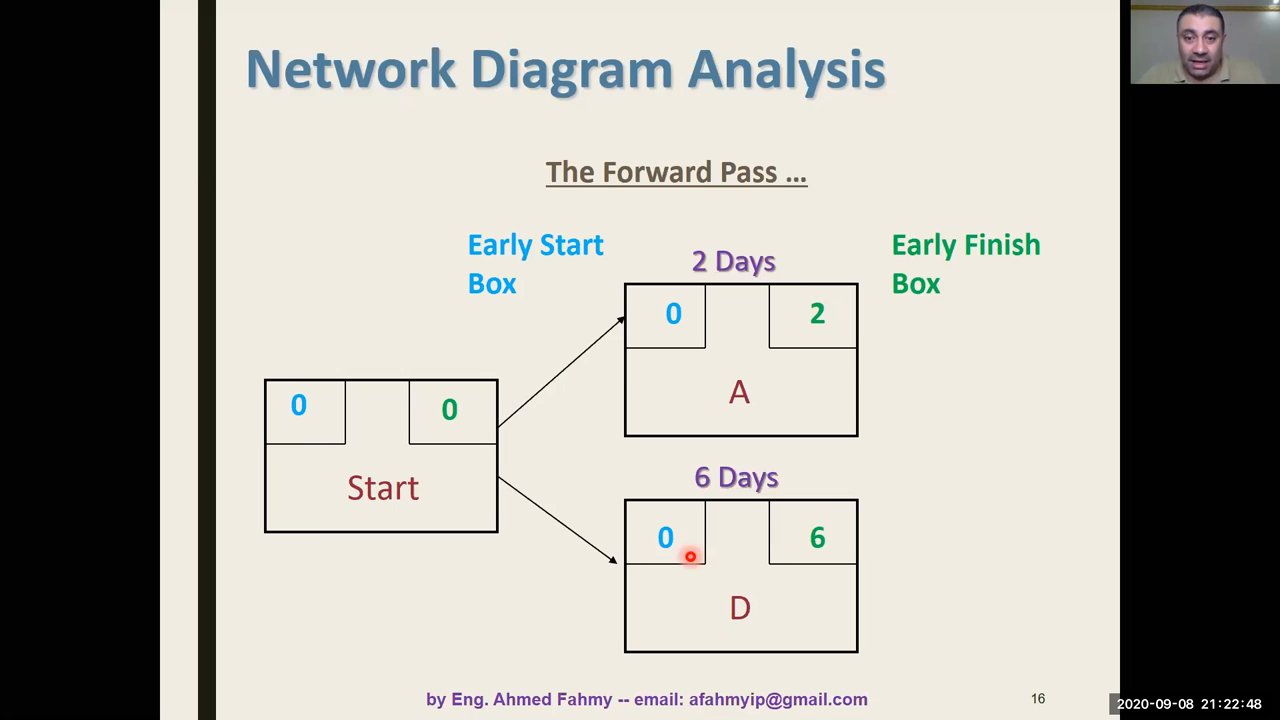 Network Diagram Analysis
The Forward Pass ...
Early Start
Box
2 Days
Early Finish
Box
0
2
A
0
0
Start
6 Days
0
6
D
by Eng. Ahmed Fahmy -- email: afahmyip@gmail.com
16
2020-09-08 21:22:48